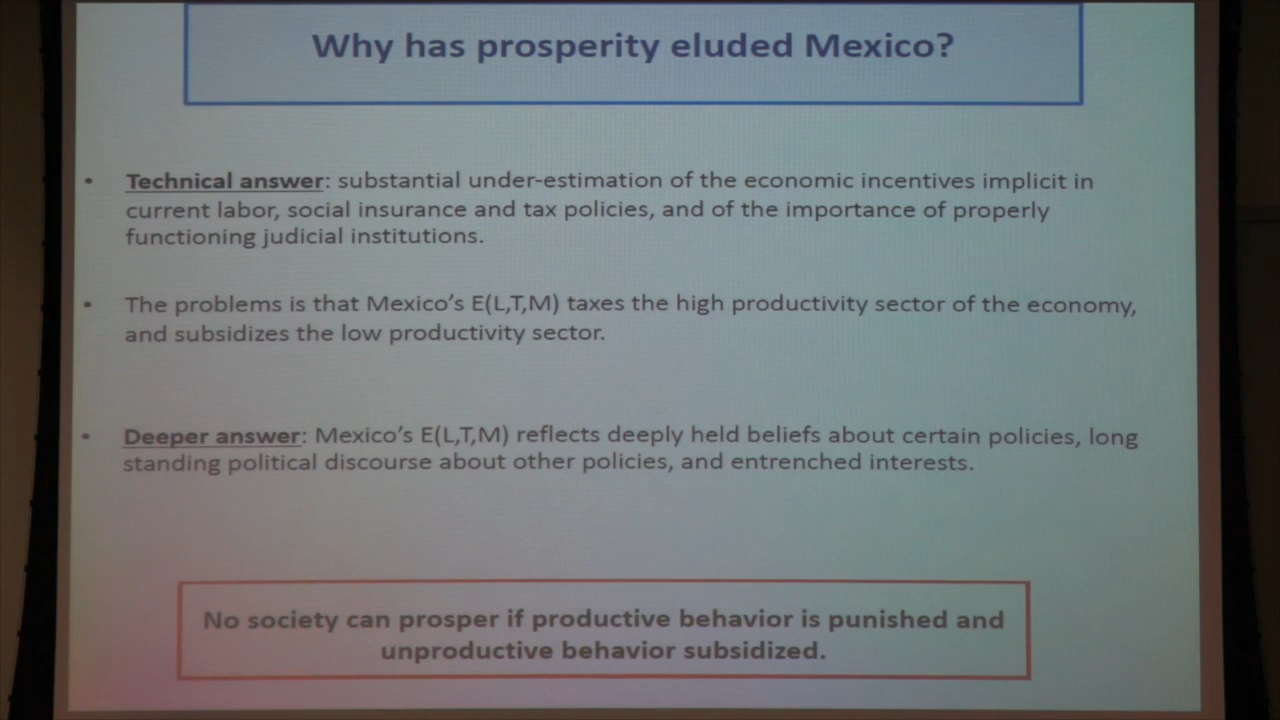 Why has prosperity eluded Mexico?
• Technical answer: substantial under-estimation of the economic incentives implicit in
current labor, social insurance and tax policies, and of the importance of properly
functioning judicial institutions.
• The problems is that Mexico's E(L,T,M) taxes the high productivity sector of the economy,
and subsidizes the low productivity sector.
• Deeper answer: Mexico's E(L,T,M) reflects deeply held beliefs about certain policies, long
standing political discourse about other policies, and entrenched interests.
No society can prosper if productive behavior is punished and
unproductive behavior subsidized.